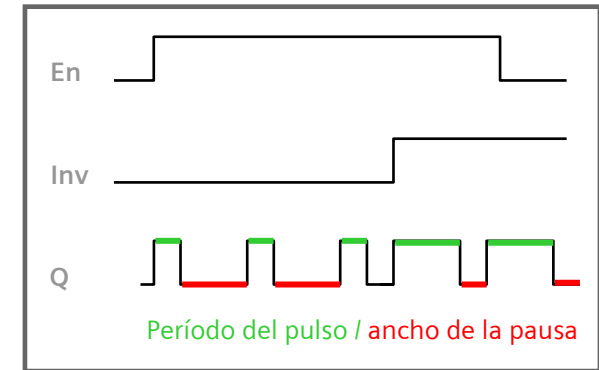 En
Inv
Q
Período del pulso / ancho de la pausa